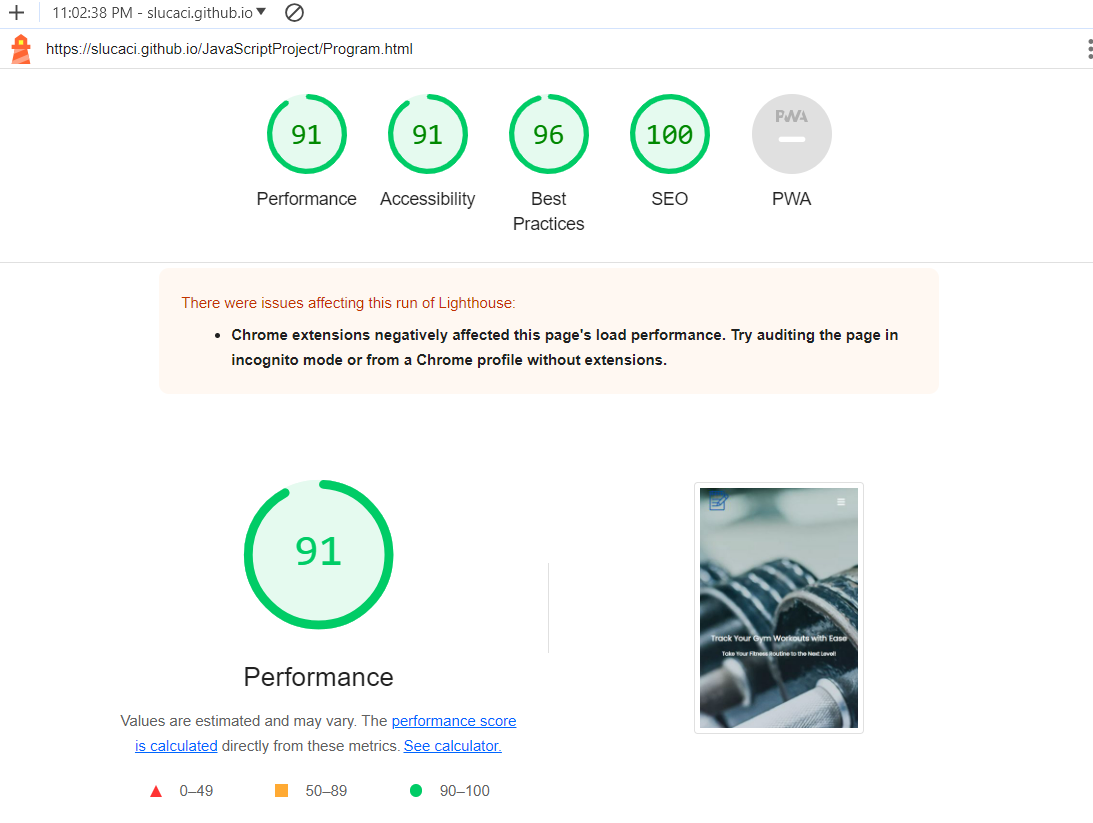 11:02:38 PM - slucaci.github.io
https://slucaci.github.io/JavaScriptProject/Program.html
91
91
96
100
PWA
Performance
Accessibility
Best
Practices
SEO
PWA
There were issues affecting this run of Lighthouse:
Chrome extensions negatively affected this page's load performance. Try auditing the page in
incognito mode or from a Chrome profile without extensions.
91
Performance
Values are estimated and may vary. The performance score
is calculated directly from these metrics. See calculator.
0–49
50–89
90–100
Track Your Gym Workouts with Ease
Take Your Fitness Routine to the Next Level!